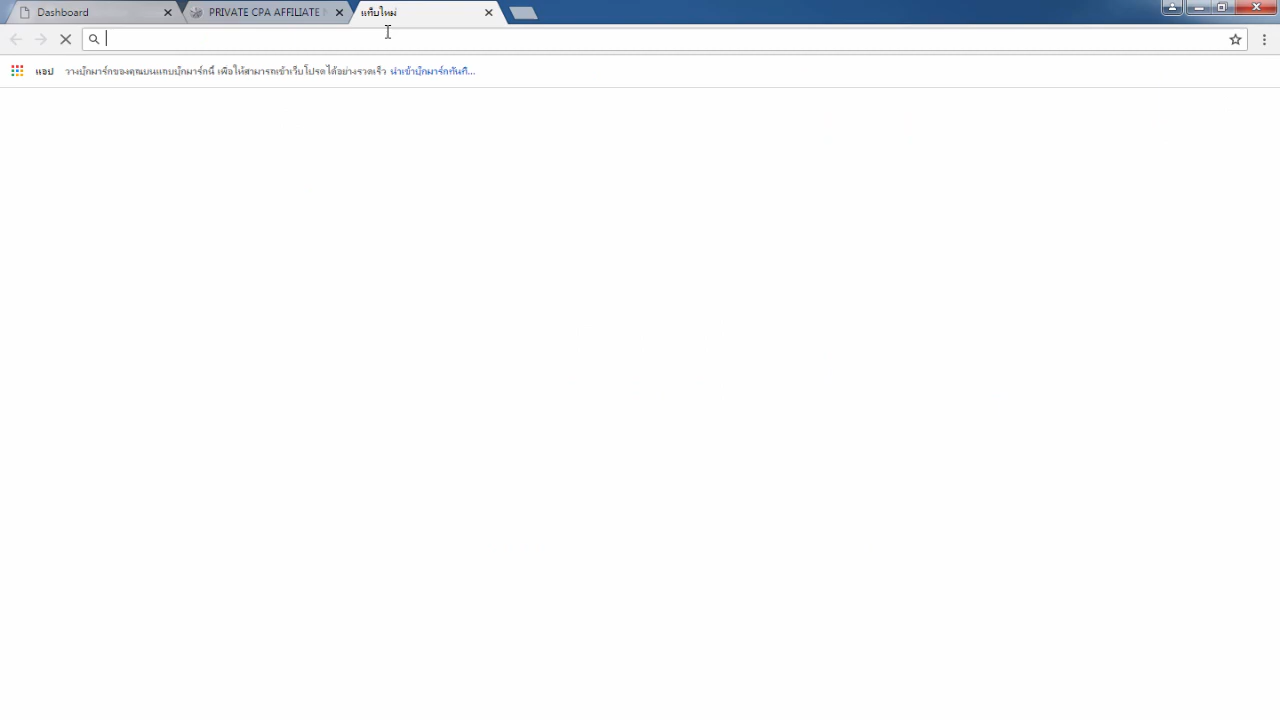 Dashboard
PRIVATE CPA AFFILIATE
แท็บใหม่
แอป
วางบุ๊กมาร์กของคุณบนแถบบุ๊กมาร์กนี้ เพื่อให้สามารถเข้าเว็บโปรดได้อย่างรวดเร็ว นำเข้าบุ๊กมาร์กทันที...